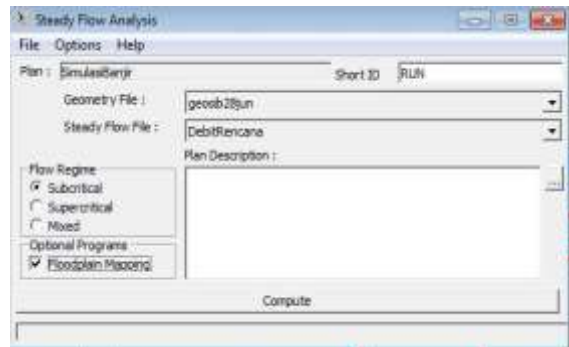 Steady Flow Analysis
File Options Help
Plan : SimulasiBanjir Short ID RUN
Geometry File : geosb28jun
Steady Flow File : DebitRencana
Plan Description :
Flow Regime
Subcritical
Supercritical
Mixed
Optional Programs
Floodplain Mapping
...
Compute